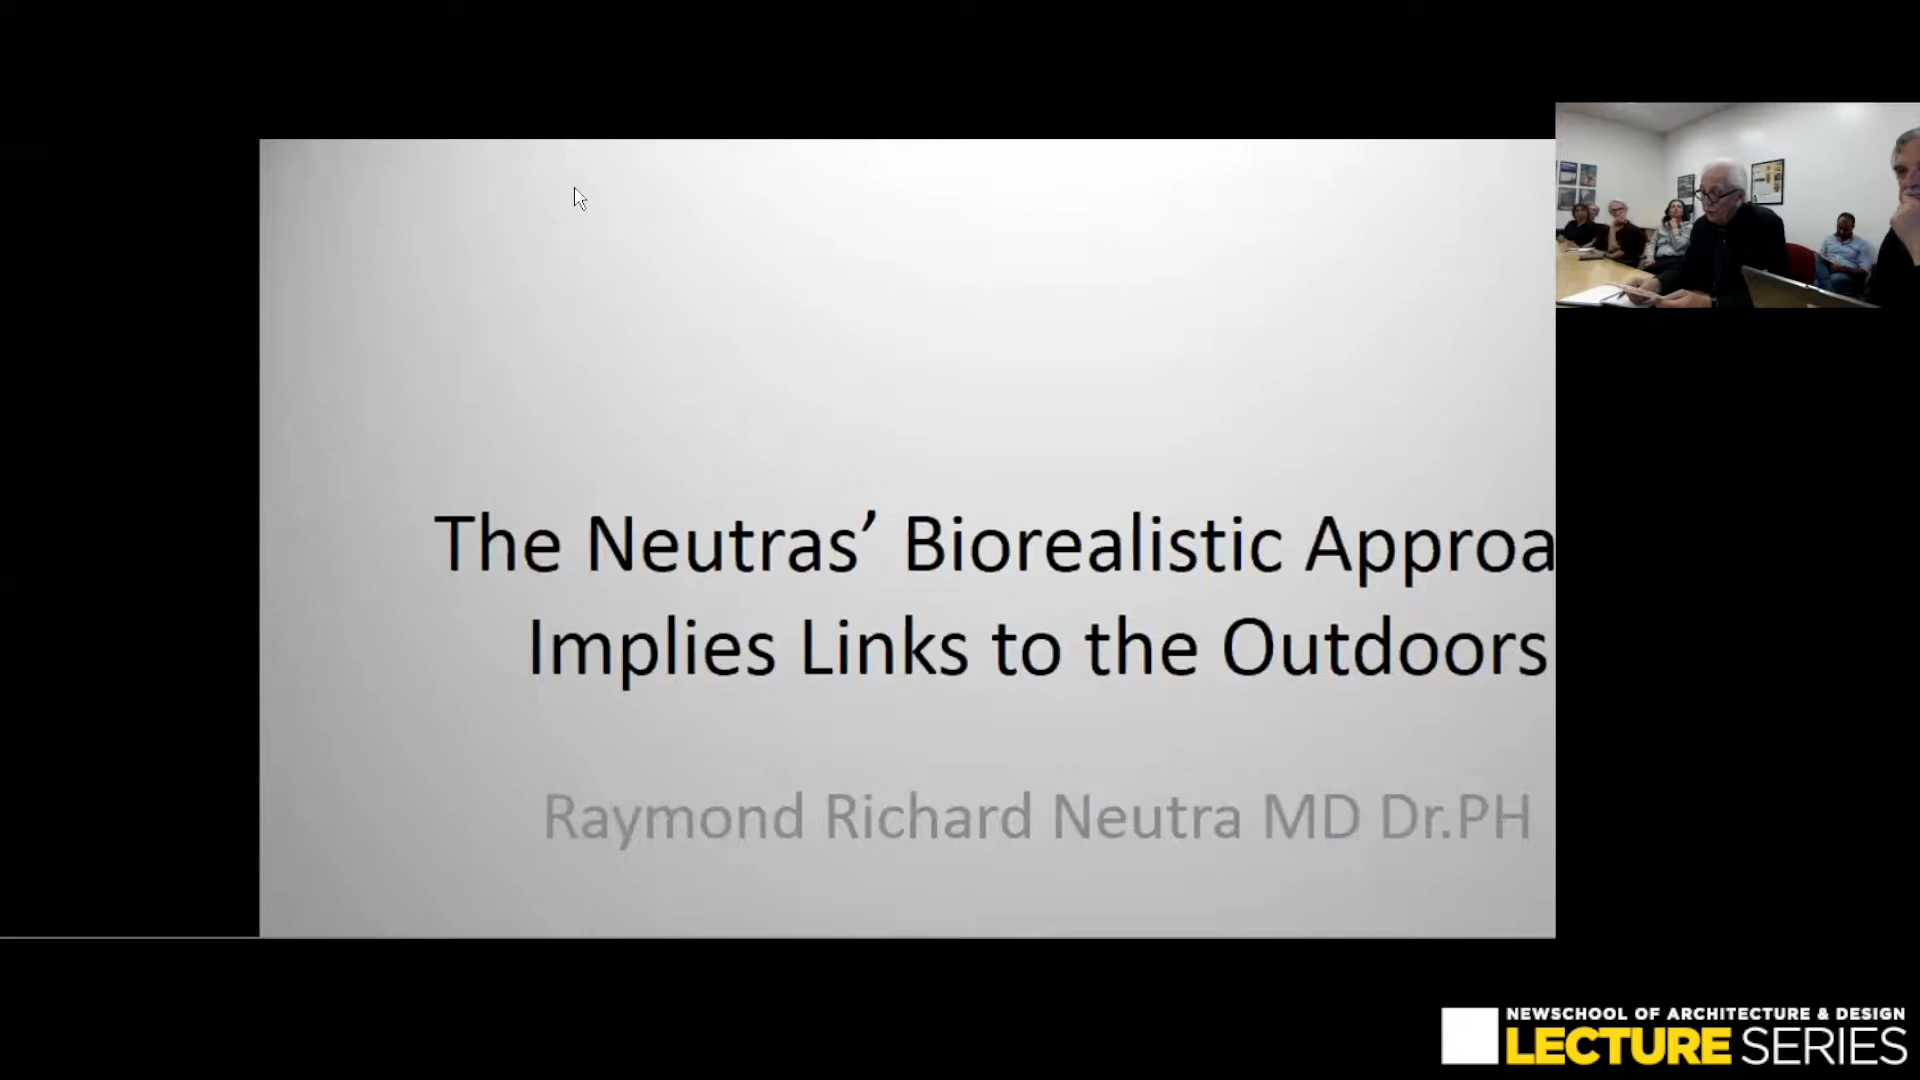 The Neutras’ Biorealistic Approa
Implies Links to the Outdoors
Raymond Richard Neutra MD Dr.PH
NEWSCHOOL OF ARCHITECTURE & DESIGN
LECTURE SERIES